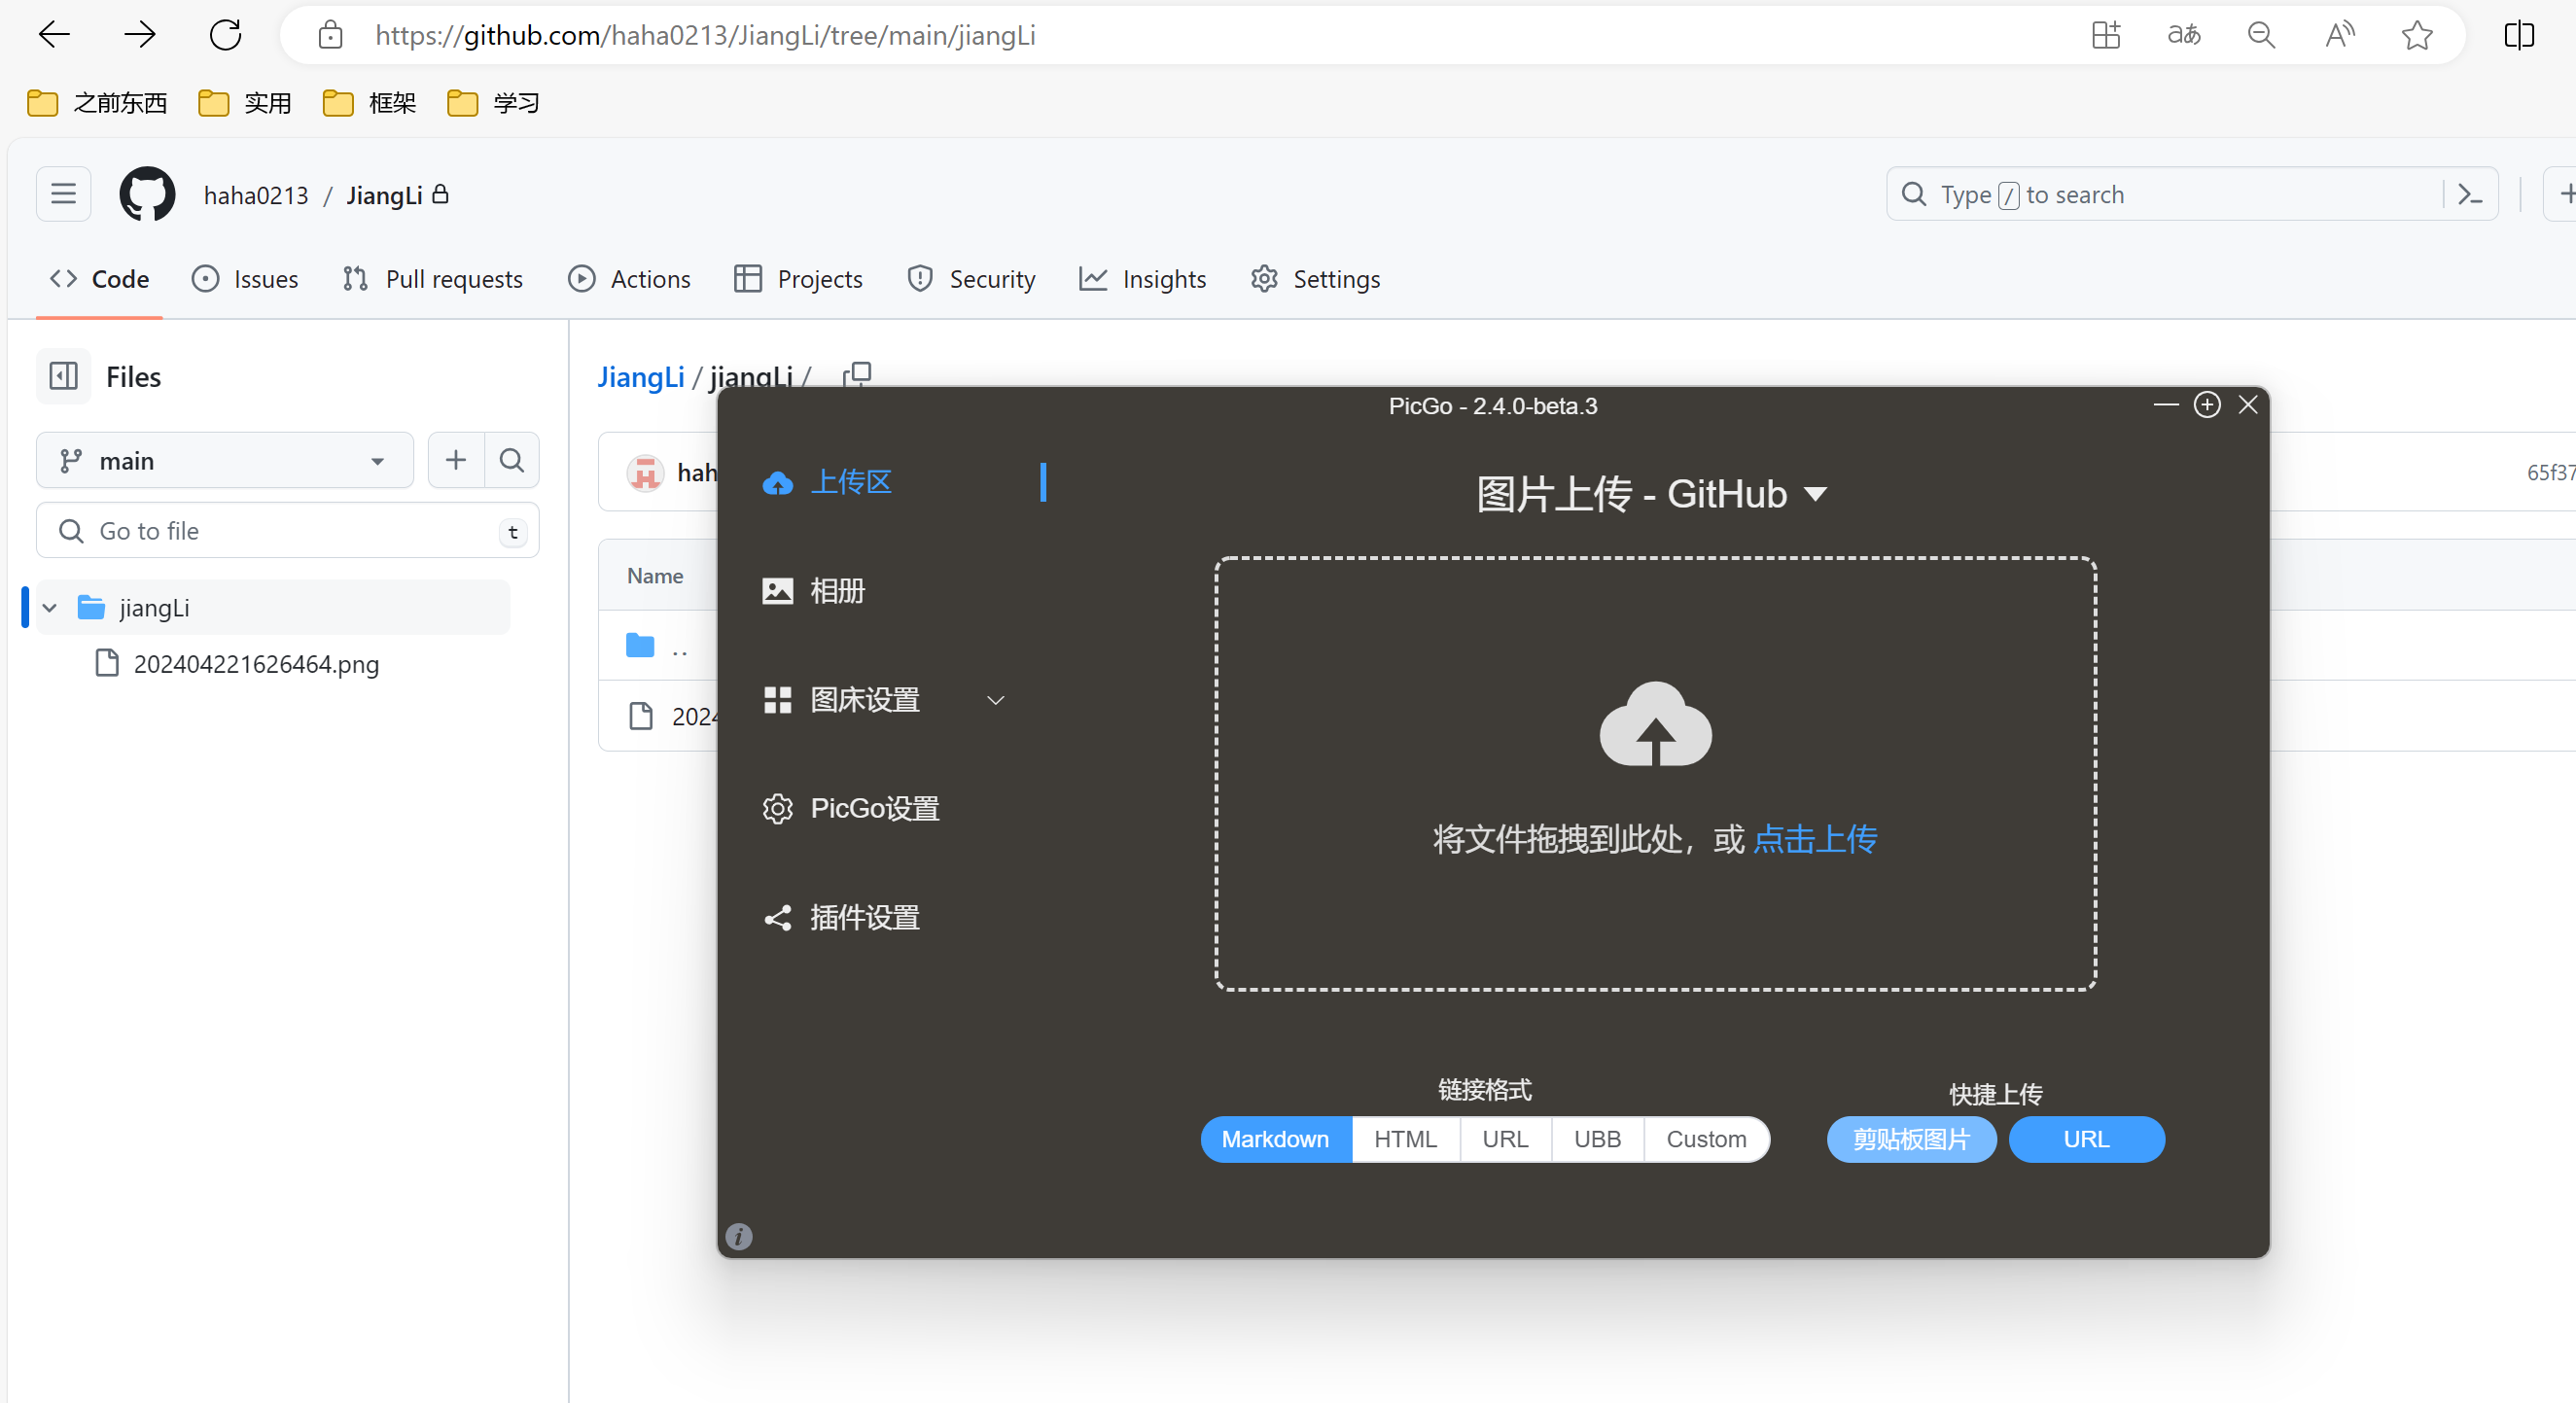 https://github.com/haha0213/JiangLi/tree/main/jiangLi
之前东西 实用 框架 学习
haha0213 / JiangLi
Type / to search
Code Issues Pull requests Actions Projects Security Insights Settings
Files
JiangLi / jiangLi /
main
Go to file t
jiangLi
202404221626464.png
hah
65f37
Name
..
2024
PicGo - 2.4.0-beta.3
上传区
相册
图床设置
PicGo设置
插件设置
图片上传 - GitHub
将文件拖拽到此处，或 点击上传
链接格式
Markdown HTML URL UBB Custom
快捷上传
剪贴板图片 URL